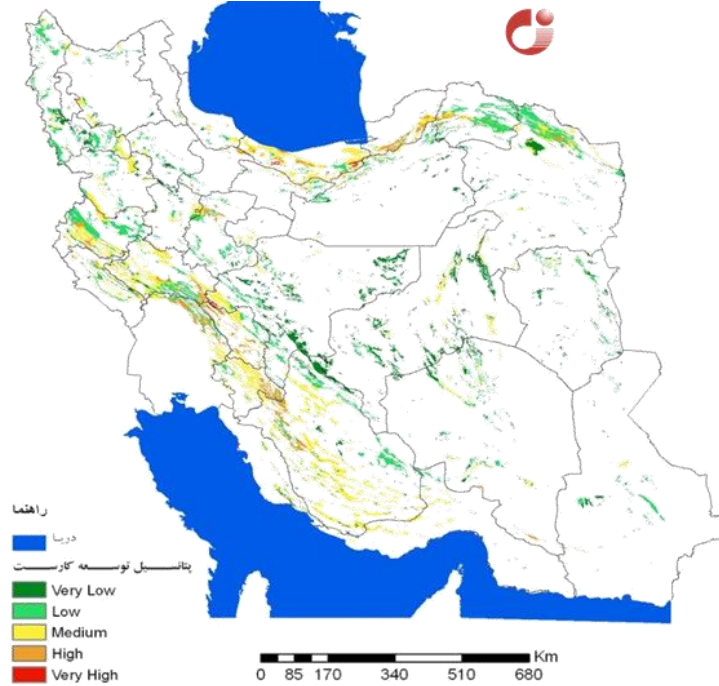 راهنما
دریا
پتانسیل توسعه کارست
Very Low
Low
Medium
High
Very High
Km
0 85 170 340 510 680